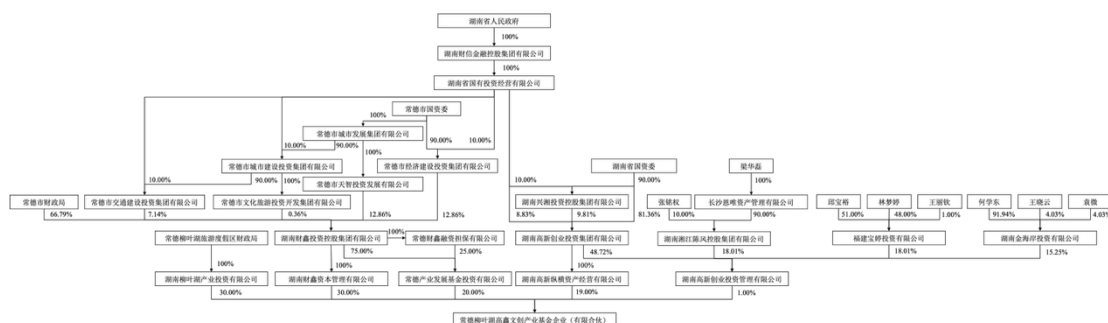 湖南省人民政府
100%
湖南财信金融控股集团有限公司
100%
湖南省国有投资经营有限公司
常德市国资委
100%
常德市城市发展集团有限公司
10.00% 90.00% 100% 90.00% 10.00%
常德市城市建设投资集团有限公司 常德市经济建设投资集团有限公司 湖南省国资委 梁华磊
10.00% 90.00% 100% 常德市天智投资发展有限公司 10.00% 90.00% 100%
常德市财政局 常德市交通建设投资集团有限公司 常德市文化旅游投资开发集团有限公司 湖南兴湘投资控股集团有限公司 张铭权 长沙恩唯资产管理有限公司 邱宝裕 林梦婷 王丽钦 何学东 王晓云 袁微
66.79% 7.14% 0.36% 12.86% 12.86% 8.83% 9.81% 81.36% 10.00% 90.00% 51.00% 48.00% 1.00% 91.94% 4.03% 4.03%
常德柳叶湖旅游度假区财政局 湖南财鑫投资控股集团有限公司 100% 常德财鑫融资担保有限公司 湖南高新创业投资集团有限公司 湖南湘江陈风控股集团有限公司 福建宝婷投资有限公司 湖南金海岸投资有限公司
75.00% 25.00% 48.72% 18.01% 18.01% 15.25%
100% 100% 100%
湖南柳叶湖产业投资有限公司 湖南财鑫资本管理有限公司 常德产业发展基金投资有限公司 湖南高新纵横资产经营有限公司 湖南高新创业投资管理有限公司
30.00% 30.00% 20.00% 19.00% 1.00%
常德柳叶湖高鑫文创产业基金企业（有限合伙）